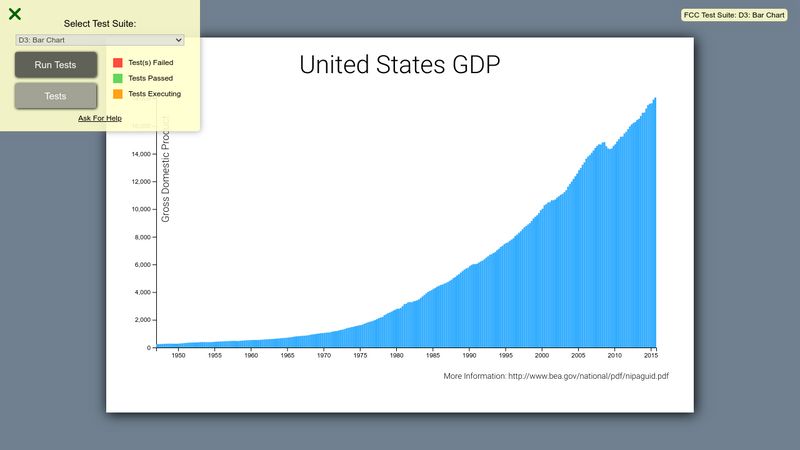 Select Test Suite:
D3: Bar Chart
Run Tests
Tests
Test(s) Failed
Tests Passed
Tests Executing
Ask For Help
FCC Test Suite: D3: Bar Chart
United States GDP
Gross Domestic Product
14,000
12,000
10,000
8,000
6,000
4,000
2,000
0
1950 1955 1960 1965 1970 1975 1980 1985 1990 1995 2000 2005 2010 2015
More Information: http://www.bea.gov/national/pdf/nipaguid.pdf